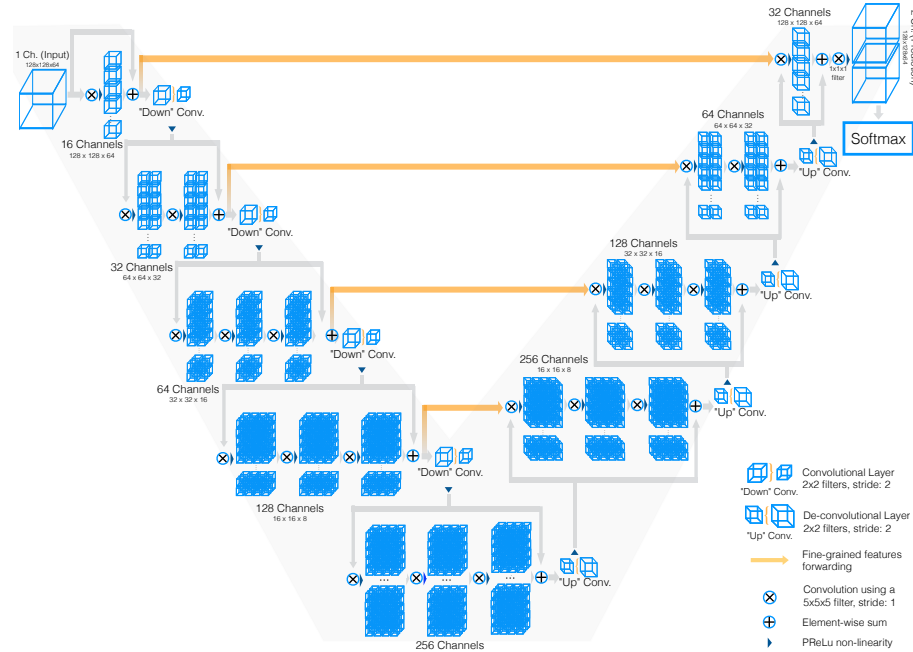 1 Ch. (Input)
128x128x64
32 Channels
128 x 128 x 64
128x128x64
1x1x1
filter
"Down" Conv.
16 Channels
128 x 128 x 64
64 Channels
64 x 64 x 32
Softmax
"Up" Conv.
"Down" Conv.
32 Channels
64 x 64 x 32
128 Channels
32 x 32 x 16
"Up" Conv.
"Down" Conv.
64 Channels
32 x 32 x 16
256 Channels
16 x 16 x 8
"Up" Conv.
"Down" Conv.
128 Channels
16 x 16 x 8
...
...
...
"Up" Conv.
256 Channels
Convolutional Layer
2x2 filters, stride: 2
"Down" Conv.
De-convolutional Layer
2x2 filters, stride: 2
"Up" Conv.
Fine-grained features
forwarding
Convolution using a
5x5x5 filter, stride: 1
Element-wise sum
PReLu non-linearity